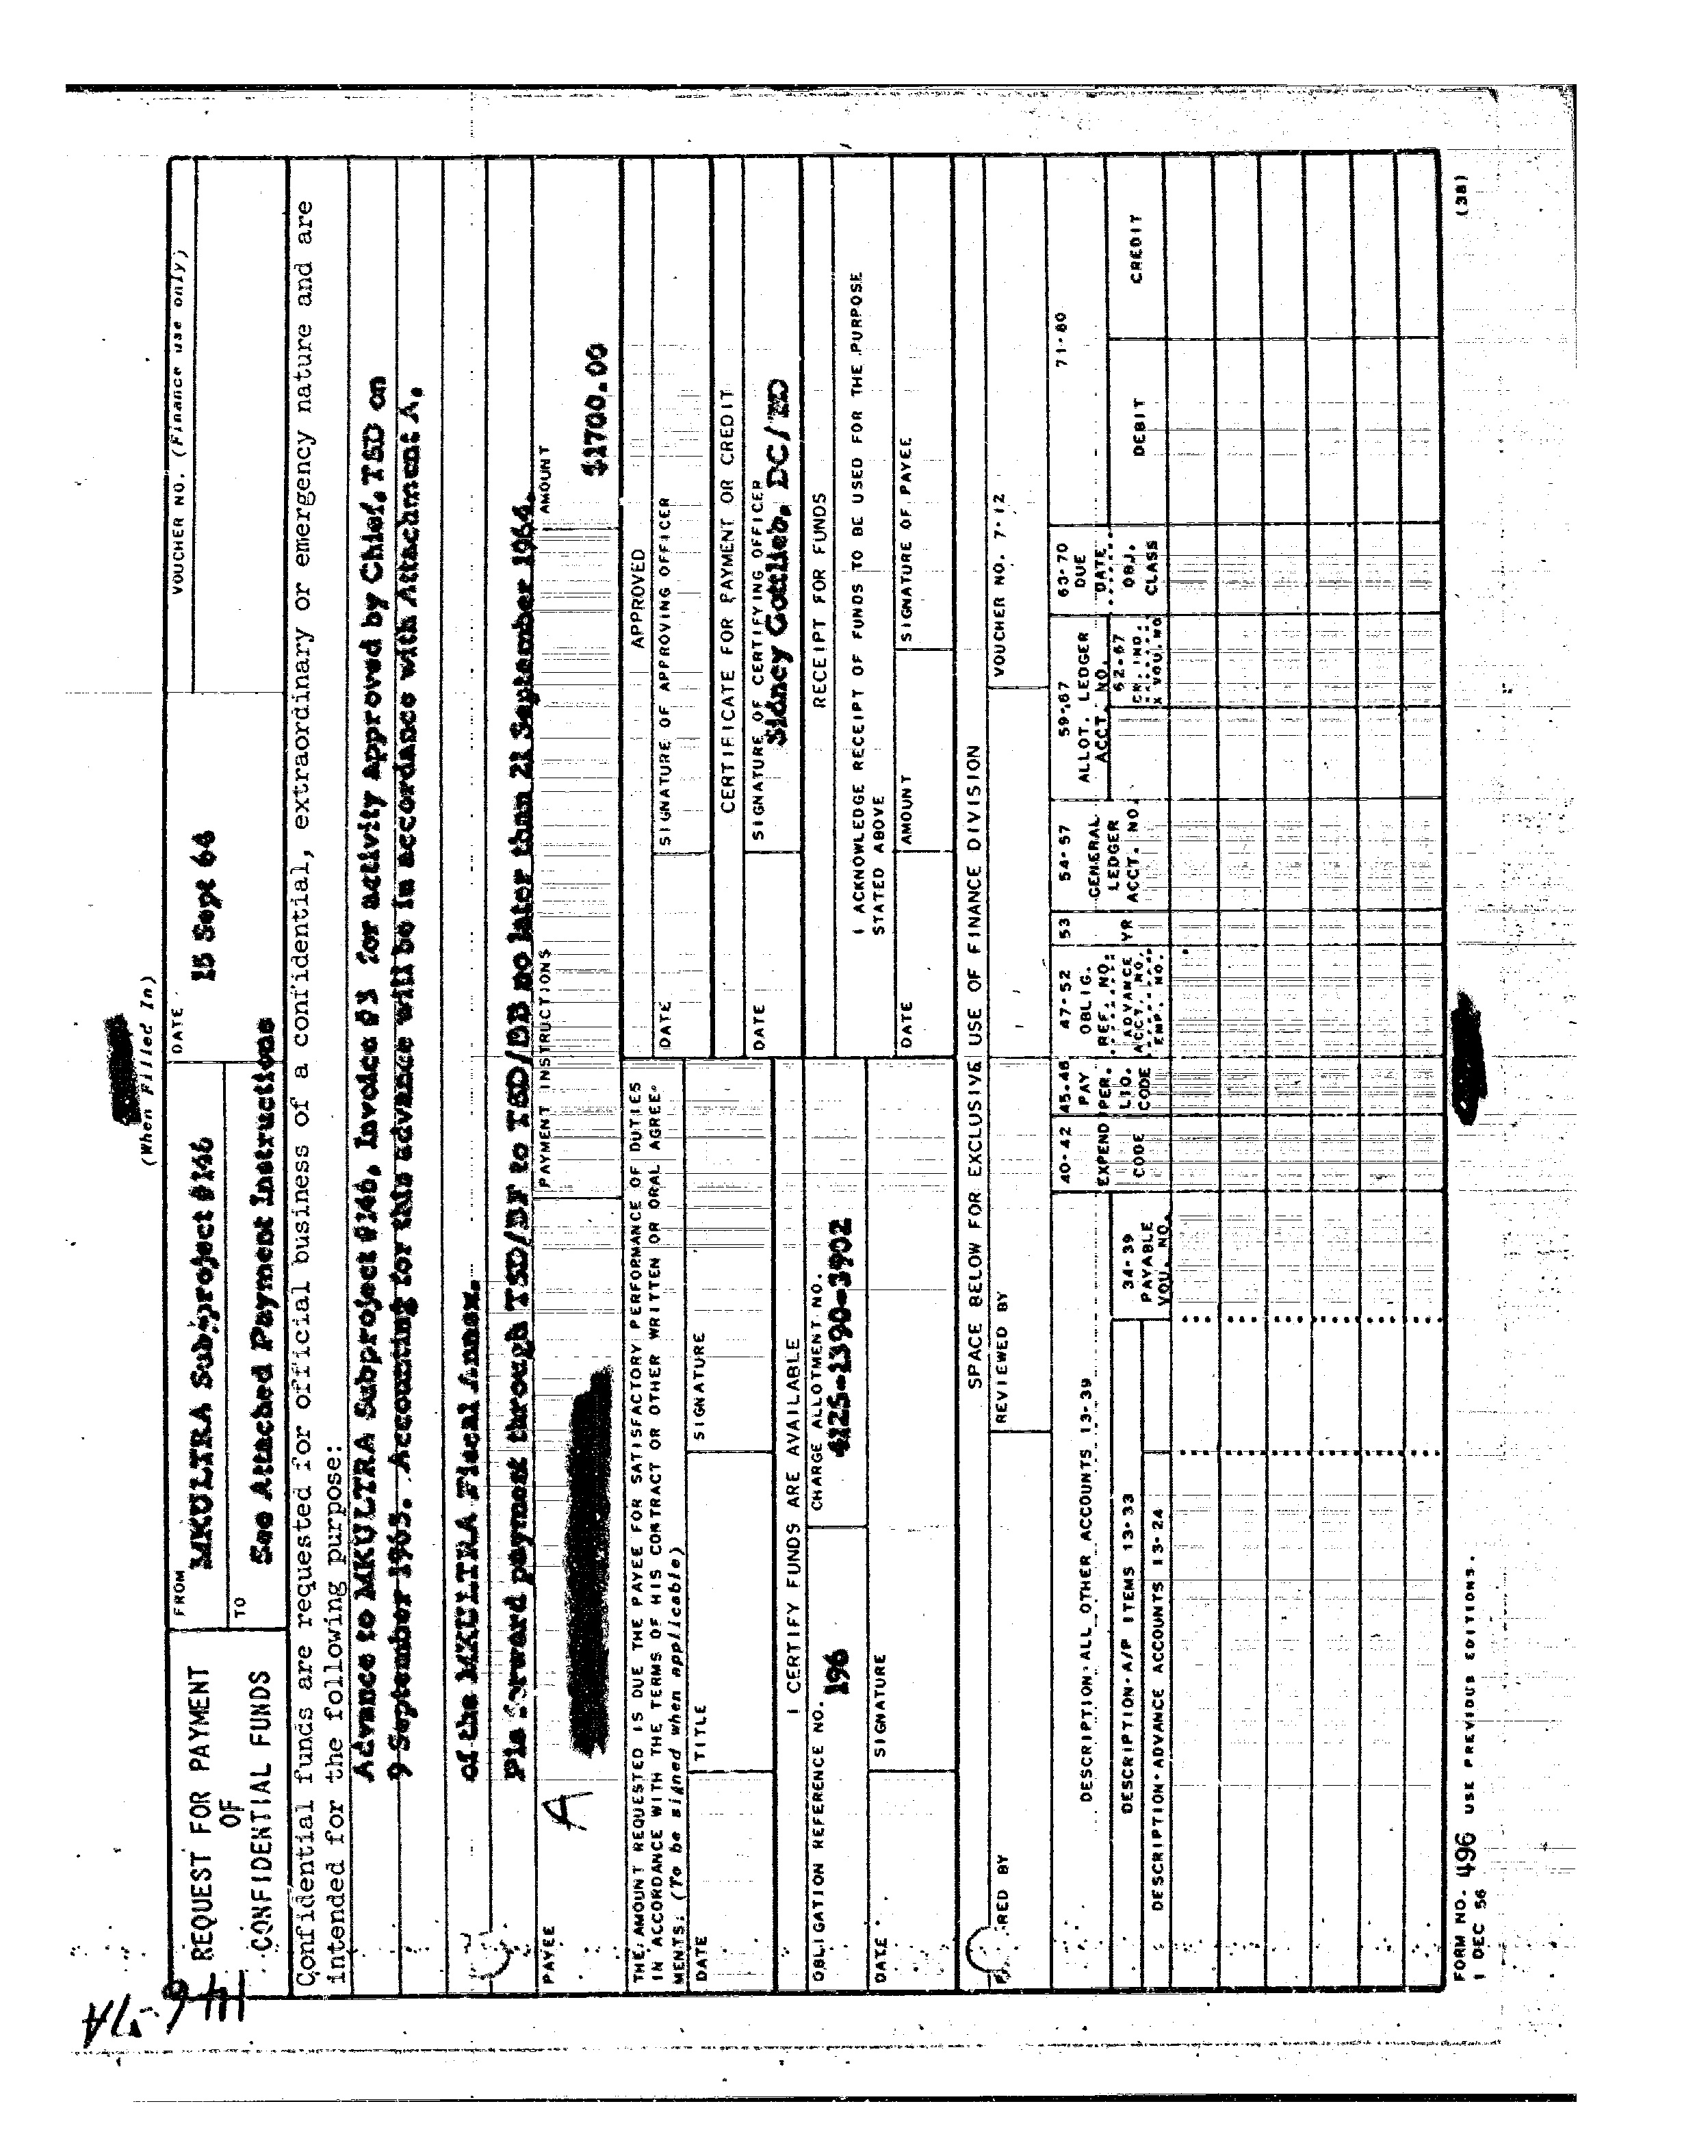 146-7A
(When Filled In)
REQUEST FOR PAYMENT
OF
CONFIDENTIAL FUNDS
FROM
MKULTRA Subproject #146
TO
See Attached Payment Instructions
DATE
15 Sept 64
VOUCHER NO. (Finance use only)
Confidential funds are requested for official business of a confidential, extraordinary or emergency nature and are
intended for the following purpose:
Advance to MKULTRA Subproject #146, Invoice #3 for activity approved by Chief, TSD on
9 September 1963. Accounting for this advance will be in accordance with Attachment A,
of the MKULTRA Fiscal Annex.
Pls forward payment through TSD/BF to TSD/BB no later than 21 September 1964.
PAYEE
A
PAYMENT INSTRUCTIONS
AMOUNT
$1700.00
THE AMOUNT REQUESTED IS DUE THE PAYEE FOR SATISFACTORY PERFORMANCE OF DUTIES
IN ACCORDANCE WITH THE TERMS OF HIS CONTRACT OR OTHER WRITTEN OR ORAL AGREE-
MENTS: (To be signed when applicable)
DATE
TITLE
SIGNATURE
I CERTIFY FUNDS ARE AVAILABLE
OBLIGATION REFERENCE NO.
196
CHARGE ALLOTMENT NO.
4125-1390-3902
DATE
SIGNATURE
APPROVED
DATE
SIGNATURE OF APPROVING OFFICER
CERTIFICATE FOR PAYMENT OR CREDIT
DATE
SIGNATURE OF CERTIFYING OFFICER
Sidney Gottlieb, DC/TSD
RECEIPT FOR FUNDS
I ACKNOWLEDGE RECEIPT OF FUNDS TO BE USED FOR THE PURPOSE
STATED ABOVE
DATE
AMOUNT
SIGNATURE OF PAYEE
SPACE BELOW FOR EXCLUSIVE USE OF FINANCE DIVISION
RED BY
REVIEWED BY
VOUCHER NO. 7-12
DESCRIPTION-ALL OTHER ACCOUNTS 13-39
DESCRIPTION-A/P ITEMS 13-33
DESCRIPTION-ADVANCE ACCOUNTS 13-24
34-39
PAYABLE
VOU. NO.
40-42
EXPEND
CODE
45-46
PAY
PER.
LIQ.
CODE
47-52
OBLIG.
REF. NO.
ADVANCE
ACCT. NO.
EMP. NO.
53
YR
54-57
GENERAL
LEDGER
ACCT. NO.
59-67
ALLOT. LEDGER
ACCT. NO.
62-67
CK. IND.
X VOU. NO
63-70
DUE
DATE
OBJ.
CLASS
71-80
DEBIT
CREDIT
FORM NO. 496 USE PREVIOUS EDITIONS.
1 DEC 56
(38)